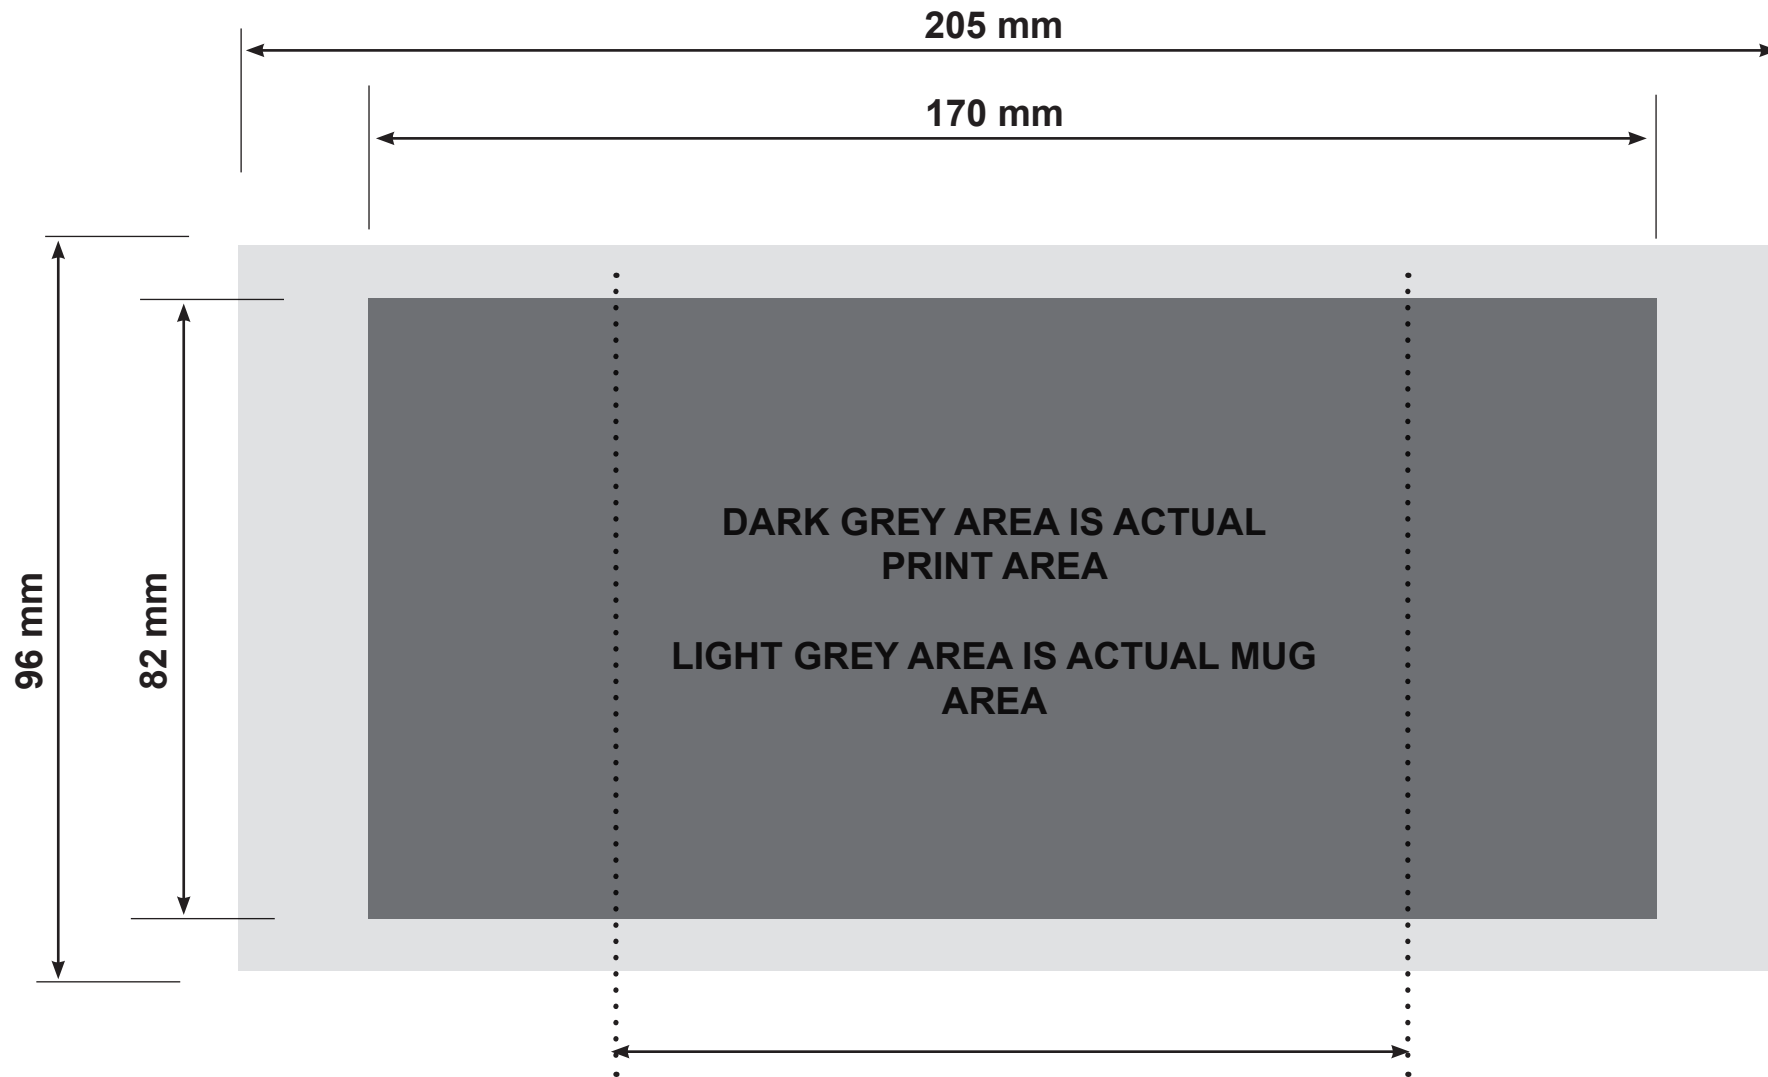 205 mm
170 mm
96 mm
82 mm
DARK GREY AREA IS ACTUAL
PRINT AREA
LIGHT GREY AREA IS ACTUAL MUG
AREA